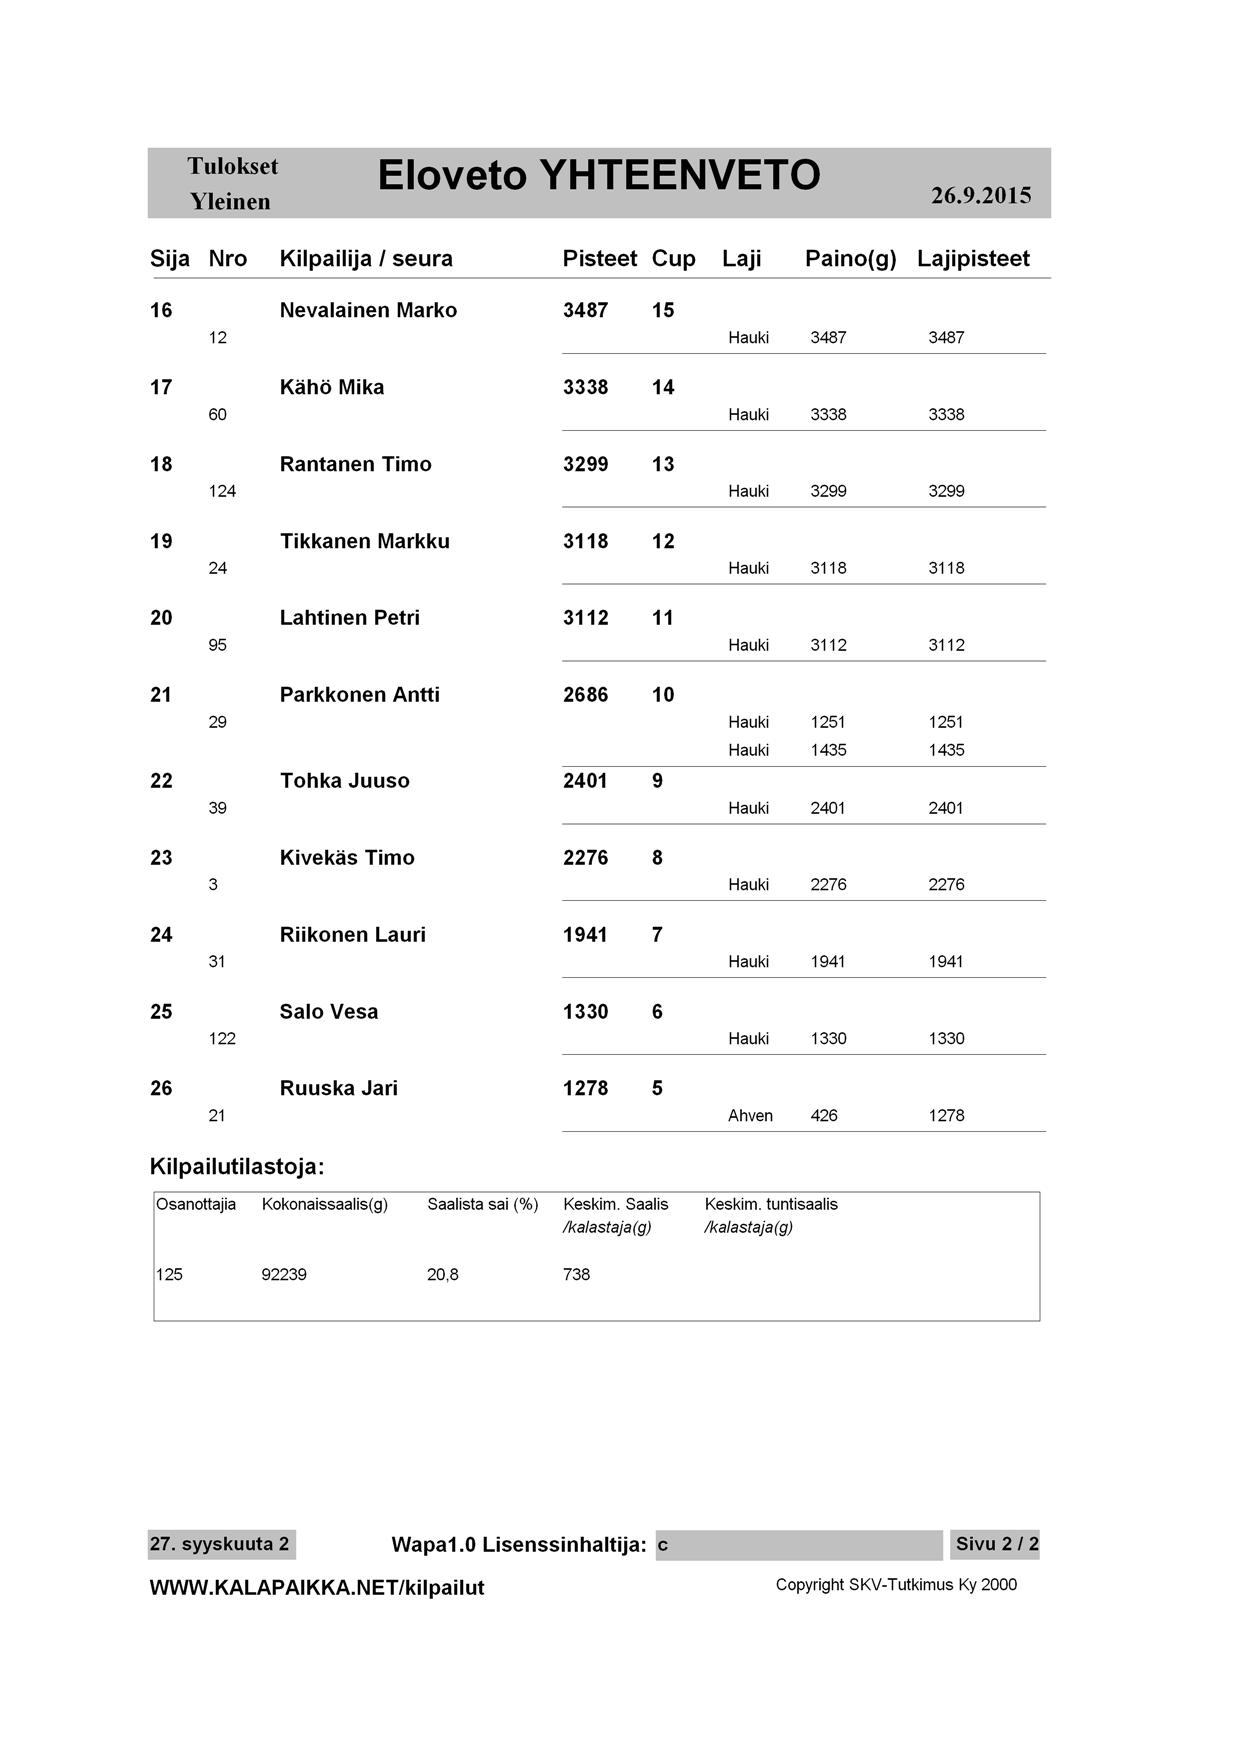 Tulokset
Yleinen
Eloveto YHTEENVETO
26.9.2015
Sija Nro Kilpailija / seura Pisteet Cup Laji Paino(g) Lajipisteet
16 Nevalainen Marko 3487 15
12 Hauki 3487 3487
17 Kähö Mika 3338 14
60 Hauki 3338 3338
18 Rantanen Timo 3299 13
124 Hauki 3299 3299
19 Tikkanen Markku 3118 12
24 Hauki 3118 3118
20 Lahtinen Petri 3112 11
95 Hauki 3112 3112
21 Parkkonen Antti 2686 10
29 Hauki 1251 1251
Hauki 1435 1435
22 Tohka Juuso 2401 9
39 Hauki 2401 2401
23 Kivekäs Timo 2276 8
3 Hauki 2276 2276
24 Riikonen Lauri 1941 7
31 Hauki 1941 1941
25 Salo Vesa 1330 6
122 Hauki 1330 1330
26 Ruuska Jari 1278 5
21 Ahven 426 1278
Kilpailutilastoja:
Osanottajia Kokonaissaalis(g) Saalista sai (%) Keskim. Saalis Keskim. tuntisaalis
/kalastaja(g) /kalastaja(g)
125 92239 20,8 738
27. syyskuuta 2 Wapa1.0 Lisenssinhaltija: c Sivu 2 / 2
WWW.KALAPAIKKA.NET/kilpailut Copyright SKV-Tutkimus Ky 2000